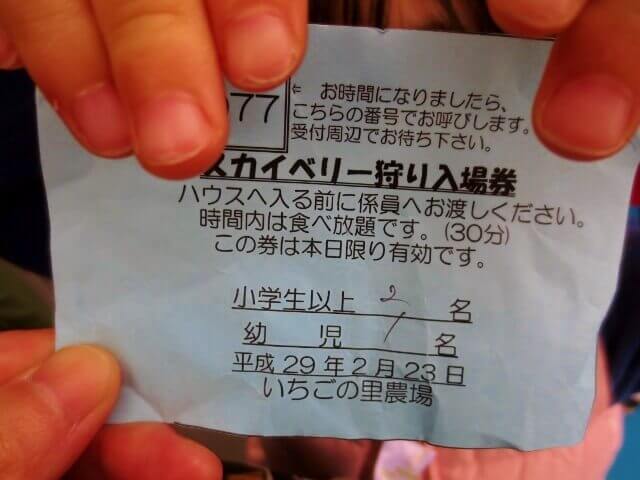 577
⇐ お時間になりましたら、
こちらの番号でお呼びします。
受付周辺でお待ち下さい。
スカイベリー狩り入場券
ハウスへ入る前に係員へお渡しください。
時間内は食べ放題です。(30分)
この券は本日限り有効です。
小学生以上 2 名
幼 児 1 名
平成 29 年 2 月 23 日
いちごの里農場